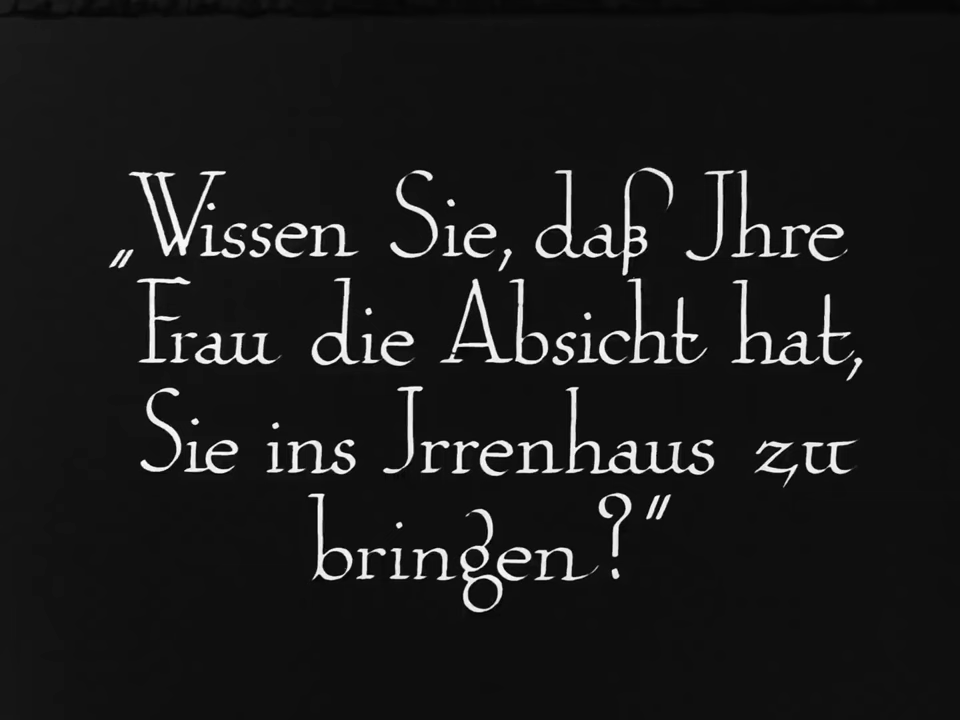 „Wissen Sie, daß Ihre
Frau die Absicht hat,
Sie ins Irrenhaus zu
bringen?”